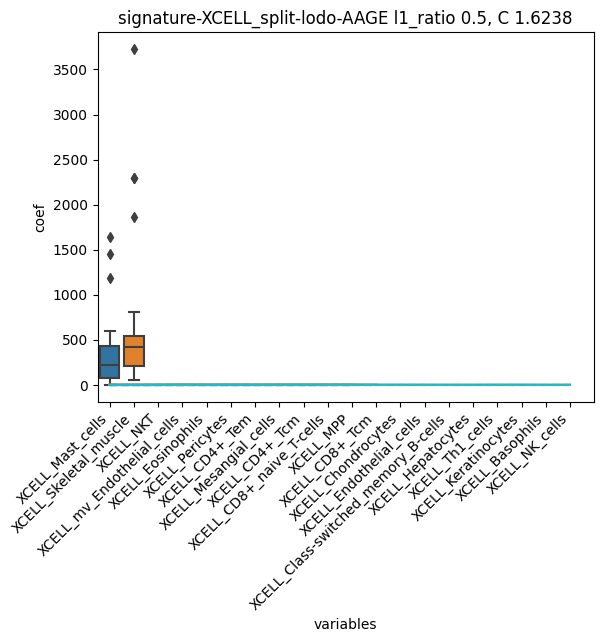 signature-XCELL_split-lodo-AAGE l1_ratio 0.5, C 1.6238
coef
3500
3000
2500
2000
1500
1000
500
0
XCELL_Mast_cells
XCELL_Skeletal_muscle
XCELL_NKT
XCELL_mv_Endothelial_cells
XCELL_Eosinophils
XCELL_Pericytes
XCELL_CD4+_Tem
XCELL_Mesangial_cells
XCELL_CD4+_Tcm
XCELL_CD8+_naive_T-cells
XCELL_MPP
XCELL_CD8+_Tcm
XCELL_Chondrocytes
XCELL_Endothelial_cells
XCELL_Class-switched_memory_B-cells
XCELL_Hepatocytes
XCELL_Th1_cells
XCELL_Keratinocytes
XCELL_Basophils
XCELL_NK_cells
variables